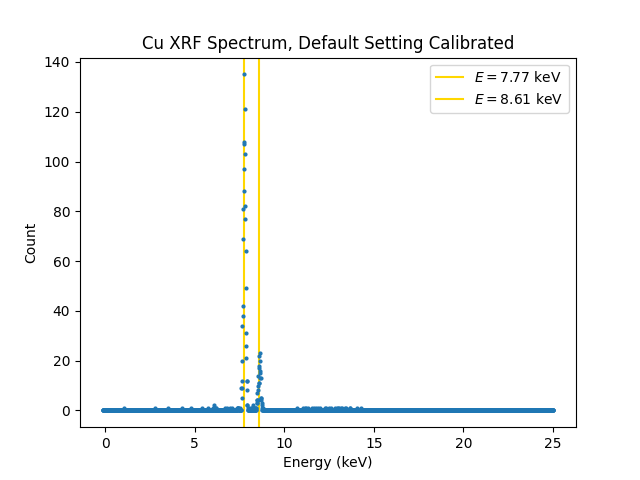 Cu XRF Spectrum, Default Setting Calibrated
E = 7.77 keV
E = 8.61 keV
140
120
100
80
60
40
20
0
Count
0 5 10 15 20 25
Energy (keV)